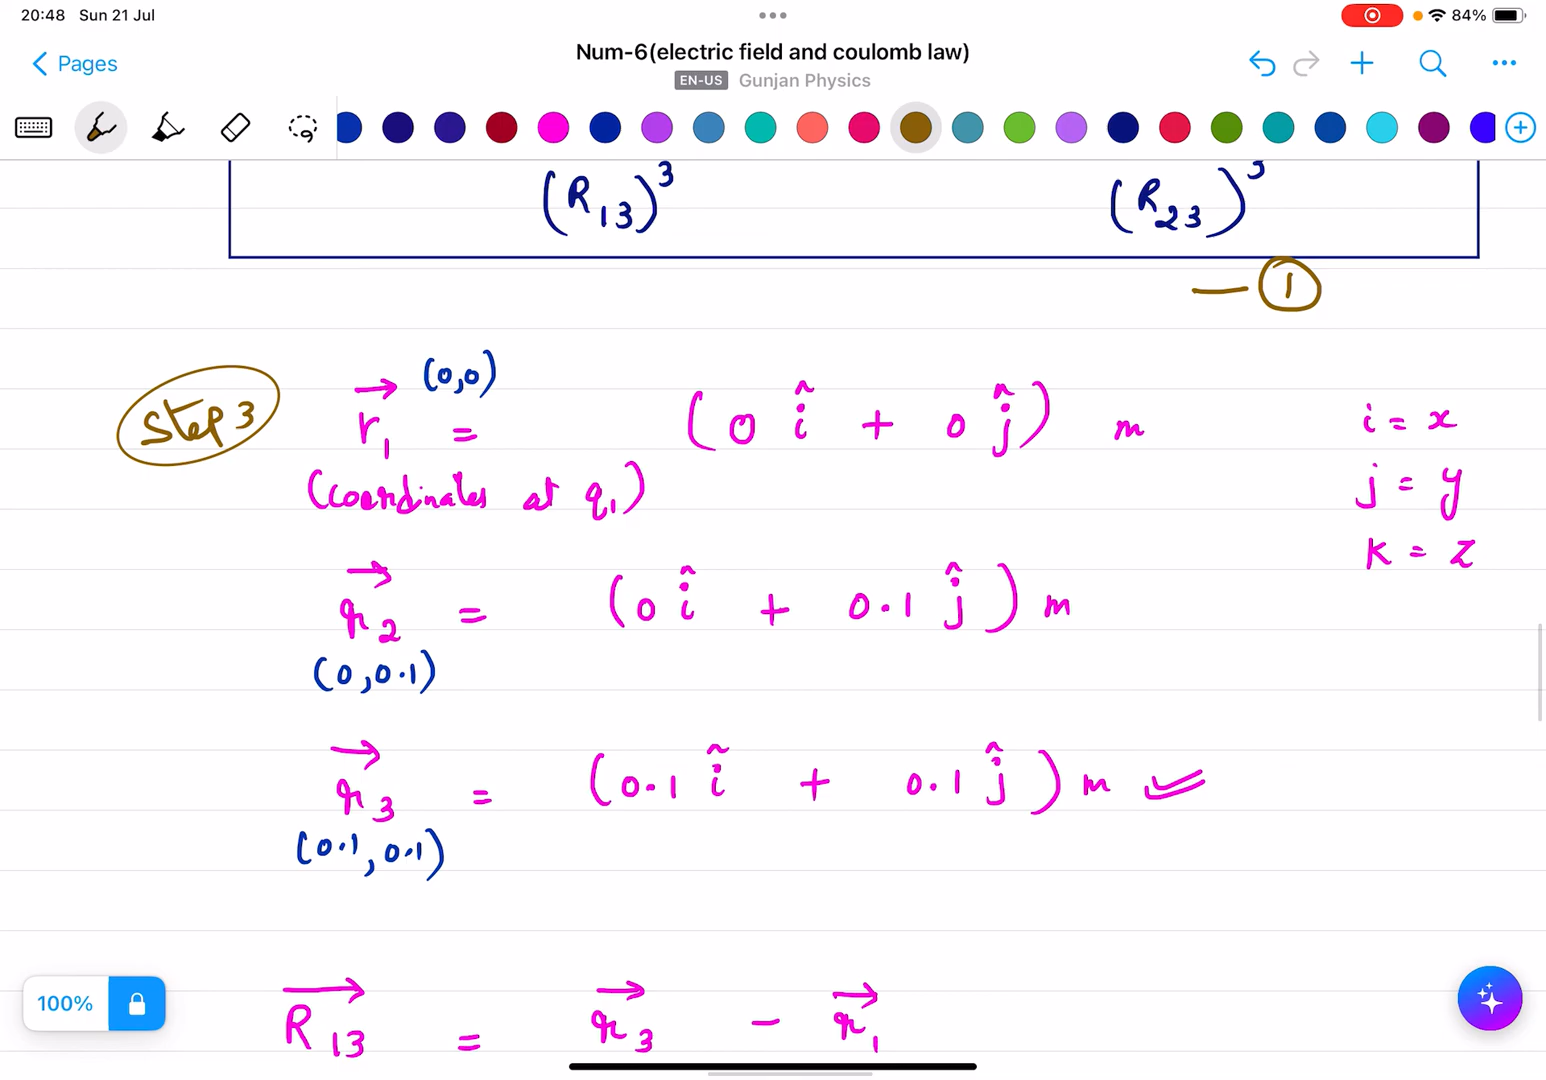 20:48 Sun 21 Jul
84%
Pages
Num-6(electric field and coulomb law)
EN-US Gunjan Physics
(R₁₃)³ (R₂₃)³
— ①
Step 3
(0,0)
r₁ = (0 î + 0 ĵ) m
(coordinates at q₁)
i = x
j = y
k = z
r₂ = (0 î + 0.1 ĵ) m
(0, 0.1)
r₃ = (0.1 î + 0.1 ĵ) m
(0.1, 0.1)
R₁₃ = r₃ - r₁
100%